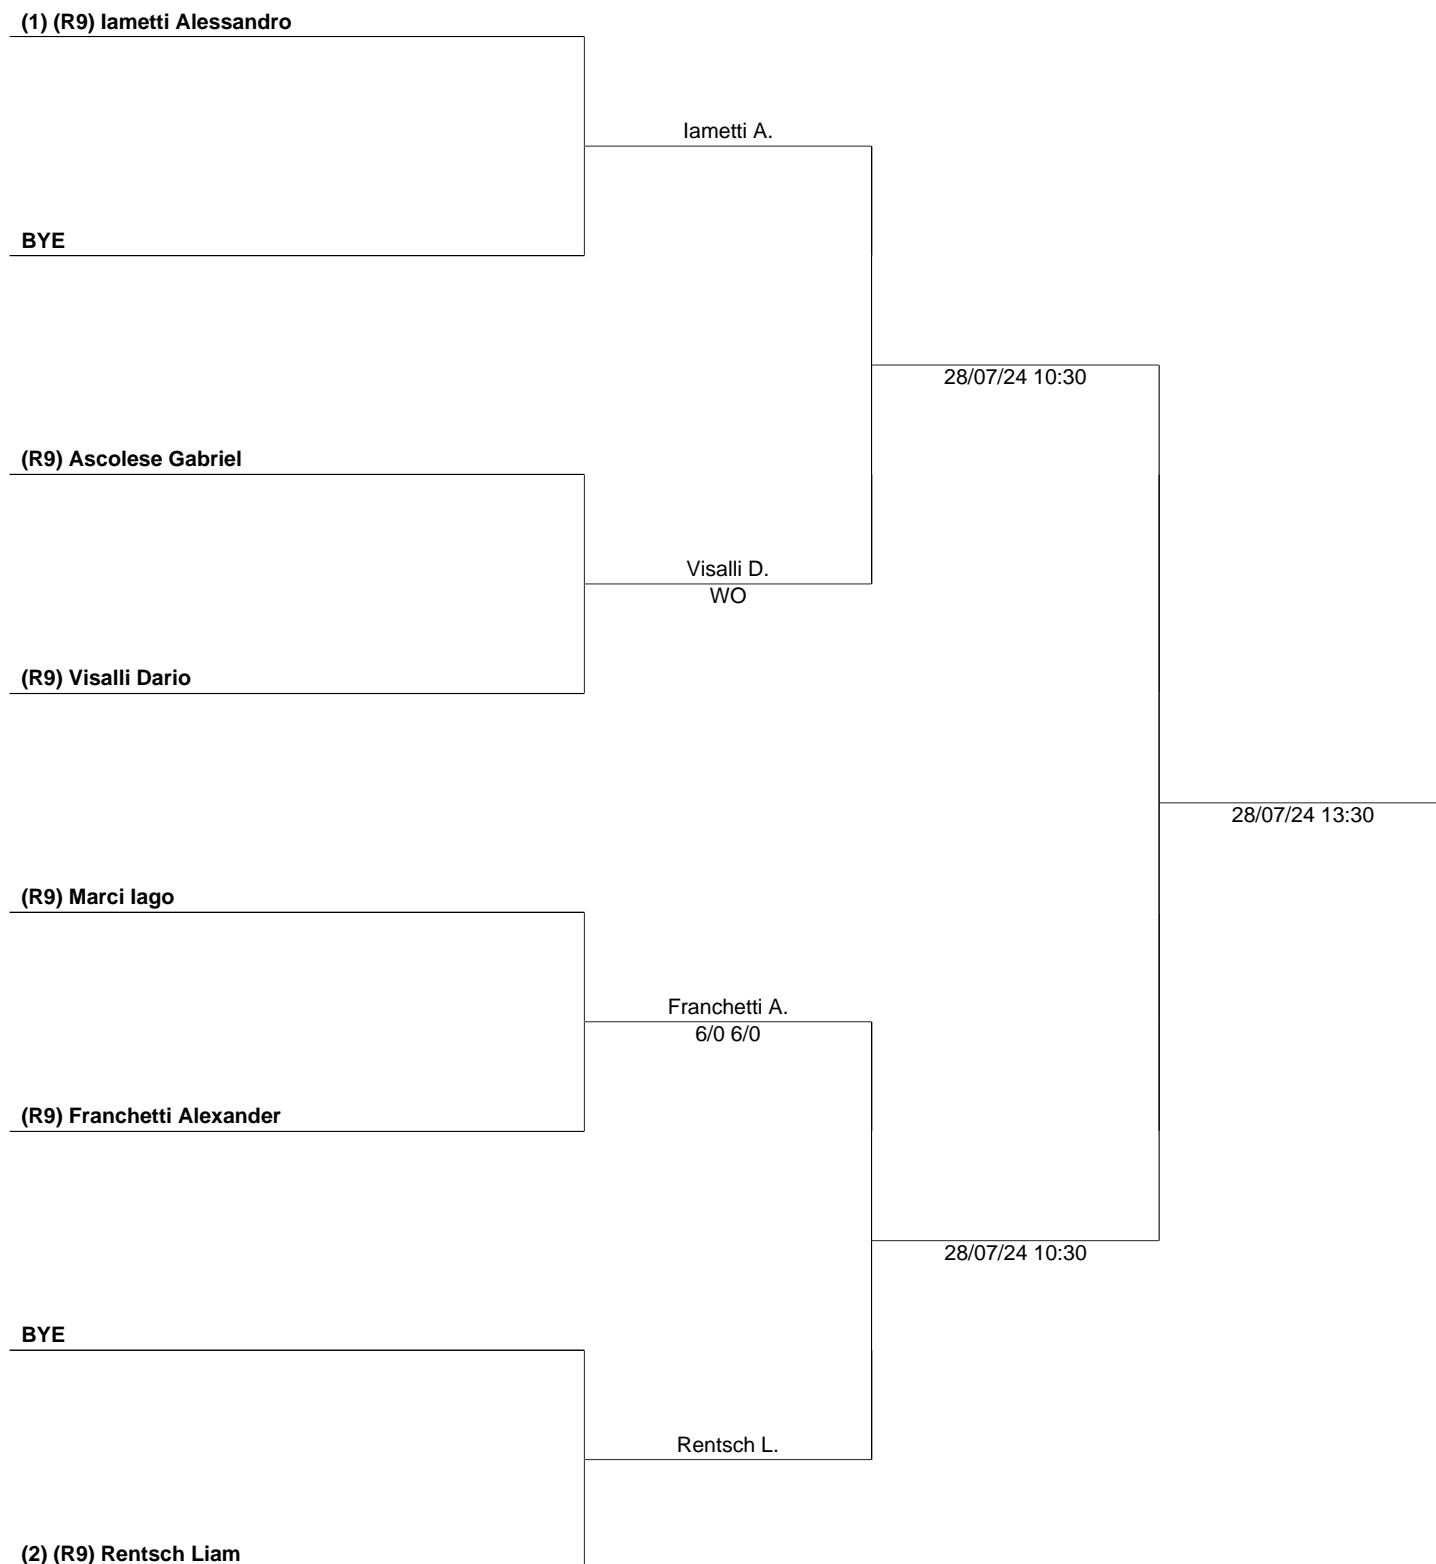 (1) (R9) Iametti Alessandro
Iametti A.
BYE
28/07/24 10:30
(R9) Ascolese Gabriel
Visalli D.
WO
(R9) Visalli Dario
28/07/24 13:30
(R9) Marci Iago
Franchetti A.
6/0 6/0
(R9) Franchetti Alexander
28/07/24 10:30
BYE
Rentsch L.
(2) (R9) Rentsch Liam